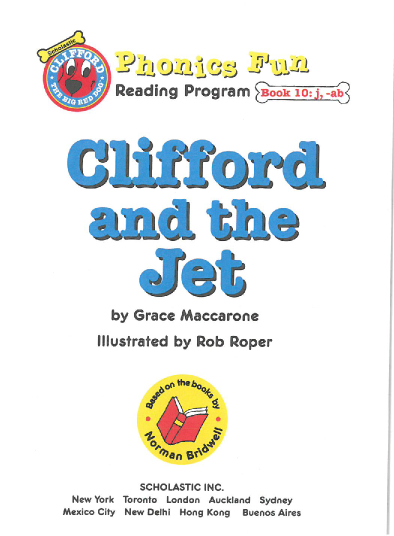 Scholastic
CLIFFORD
THE BIG RED DOG
Phonics Fun
Reading Program
Book 10: j, -ab
Clifford
and the
Jet
by Grace Maccarone
Illustrated by Rob Roper
Based on the books by
Norman Bridwell
SCHOLASTIC INC.
New York Toronto London Auckland Sydney
Mexico City New Delhi Hong Kong Buenos Aires